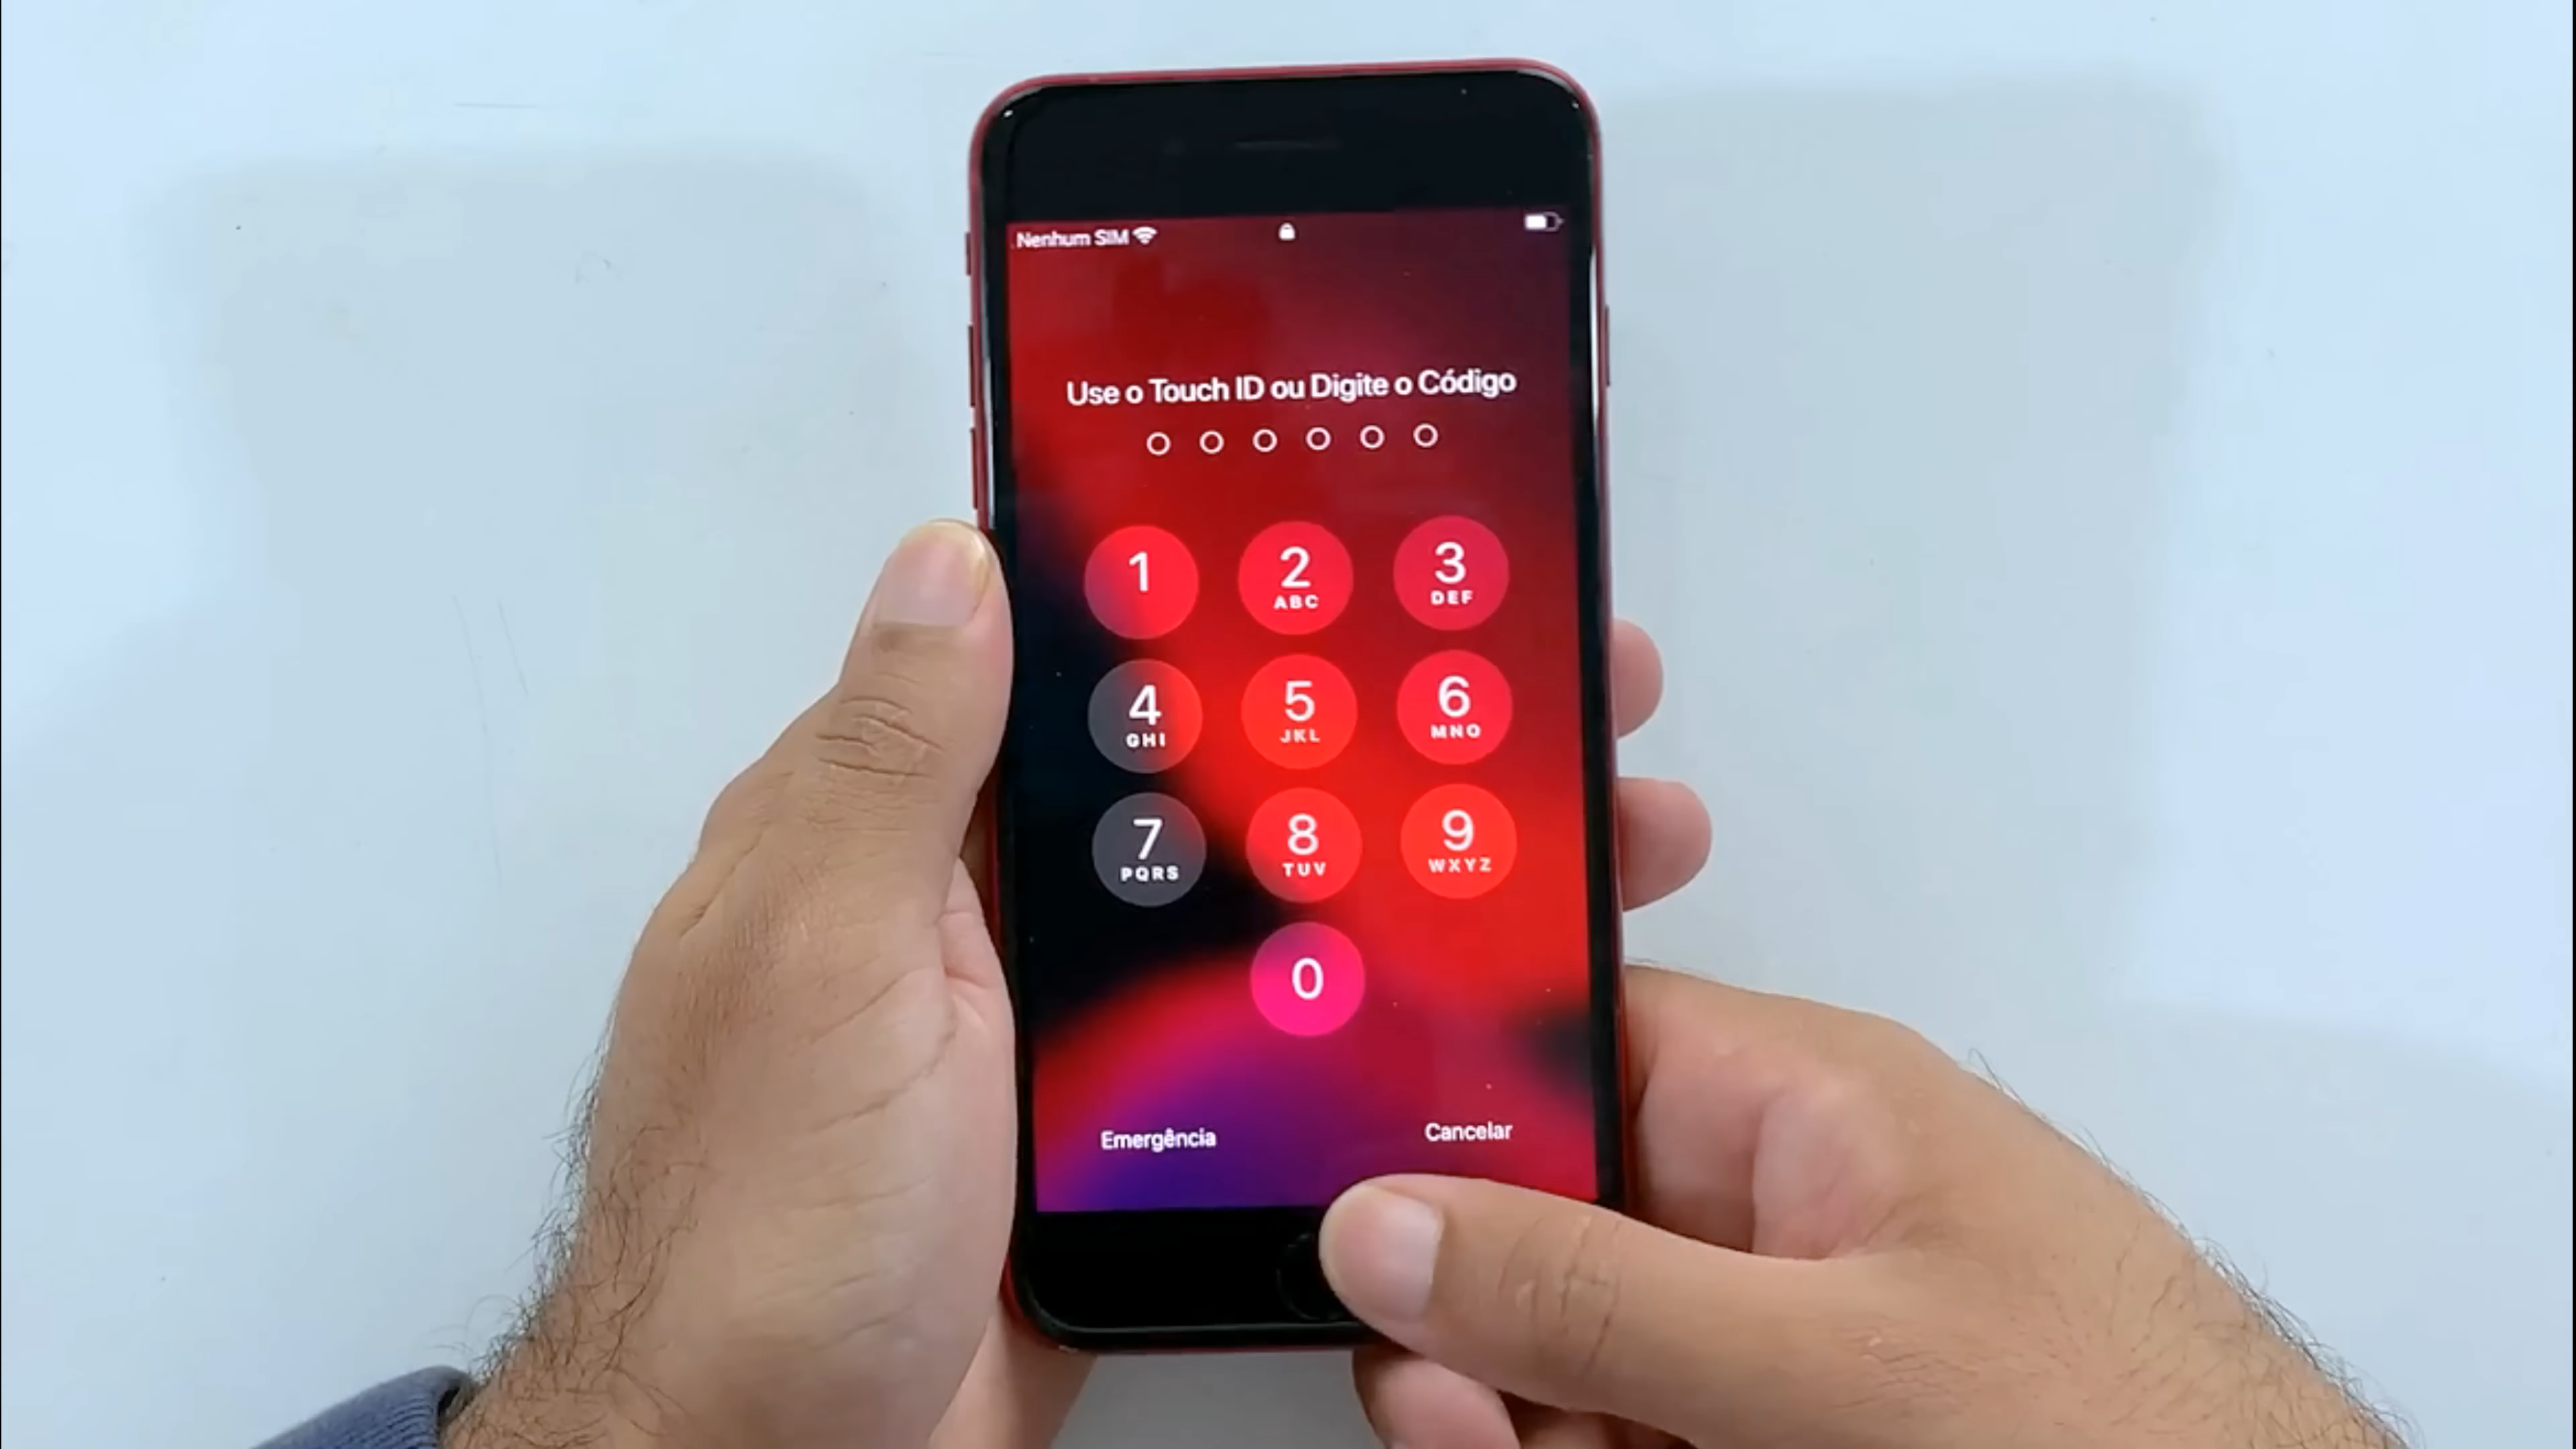 Nenhum SIM
Use o Touch ID ou Digite o Código
1
2
ABC
3
DEF
4
GHI
5
JKL
6
MNO
7
PQRS
8
TUV
9
WXYZ
0
Emergência
Cancelar